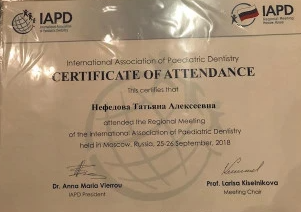 IAPD
IAPD
International Association of Paediatric Dentistry
CERTIFICATE OF ATTENDANCE
This certifies that
Нефедова Татьяна Алексеевна
attended the Regional Meeting
of the International Association of Paediatric Dentistry
held in Moscow, Russia, 25-26 September, 2018
Dr. Anna Maria Vierrou
IAPD President
Prof. Larisa Kiselnikova
Meeting Chair